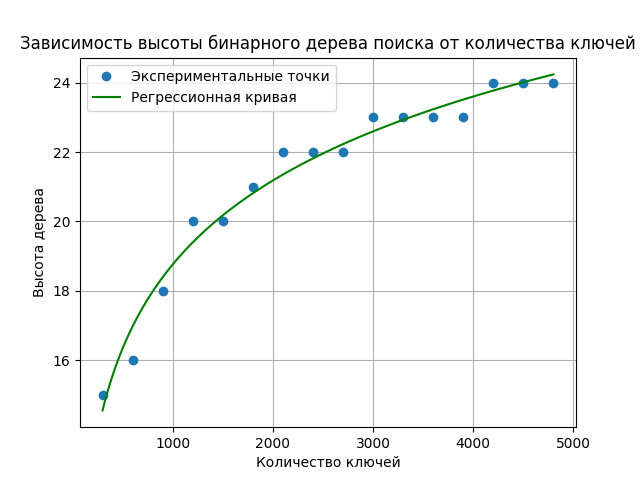 Зависимость высоты бинарного дерева поиска от количества ключей
Экспериментальные точки
Регрессионная кривая
Высота дерева
24
22
20
18
16
1000
2000
3000
4000
5000
Количество ключей